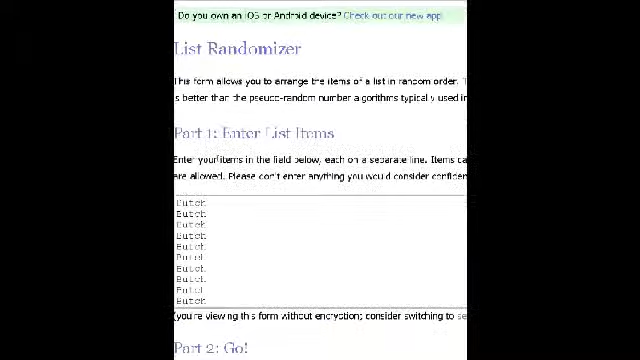 Do you own an iOS or Android device? Check out our new app!
List Randomizer
This form allows you to arrange the items of a list in random order. T
is better than the pseudo-random number algorithms typically used in
Part 1: Enter List Items
Enter your items in the field below, each on a separate line. Items ca
are allowed. Please don't enter anything you would consider confiden
Butch
Butch
Butch
Butch
Butch
Butch
Butch
Butch
Butch
Butch
(you're viewing this form without encryption; consider switching to se
Part 2: Go!